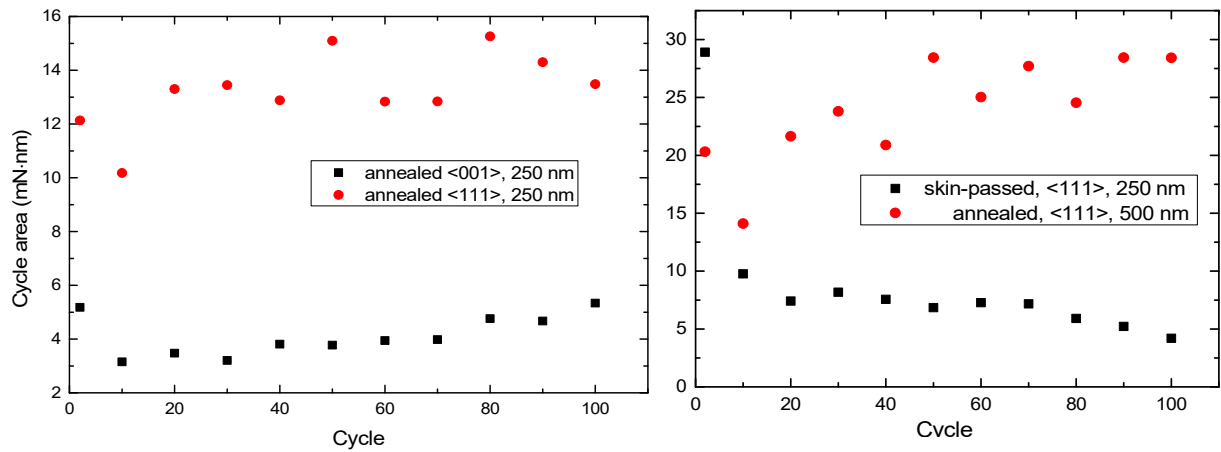 16
14
12
10
8
6
4
2
Cycle area (mN·nm)
annealed <001>, 250 nm
annealed <111>, 250 nm
0 20 40 60 80 100
Cycle
30
25
20
15
10
5
0
skin-passed, <111>, 250 nm
annealed, <111>, 500 nm
0 20 40 60 80 100
Cvcle